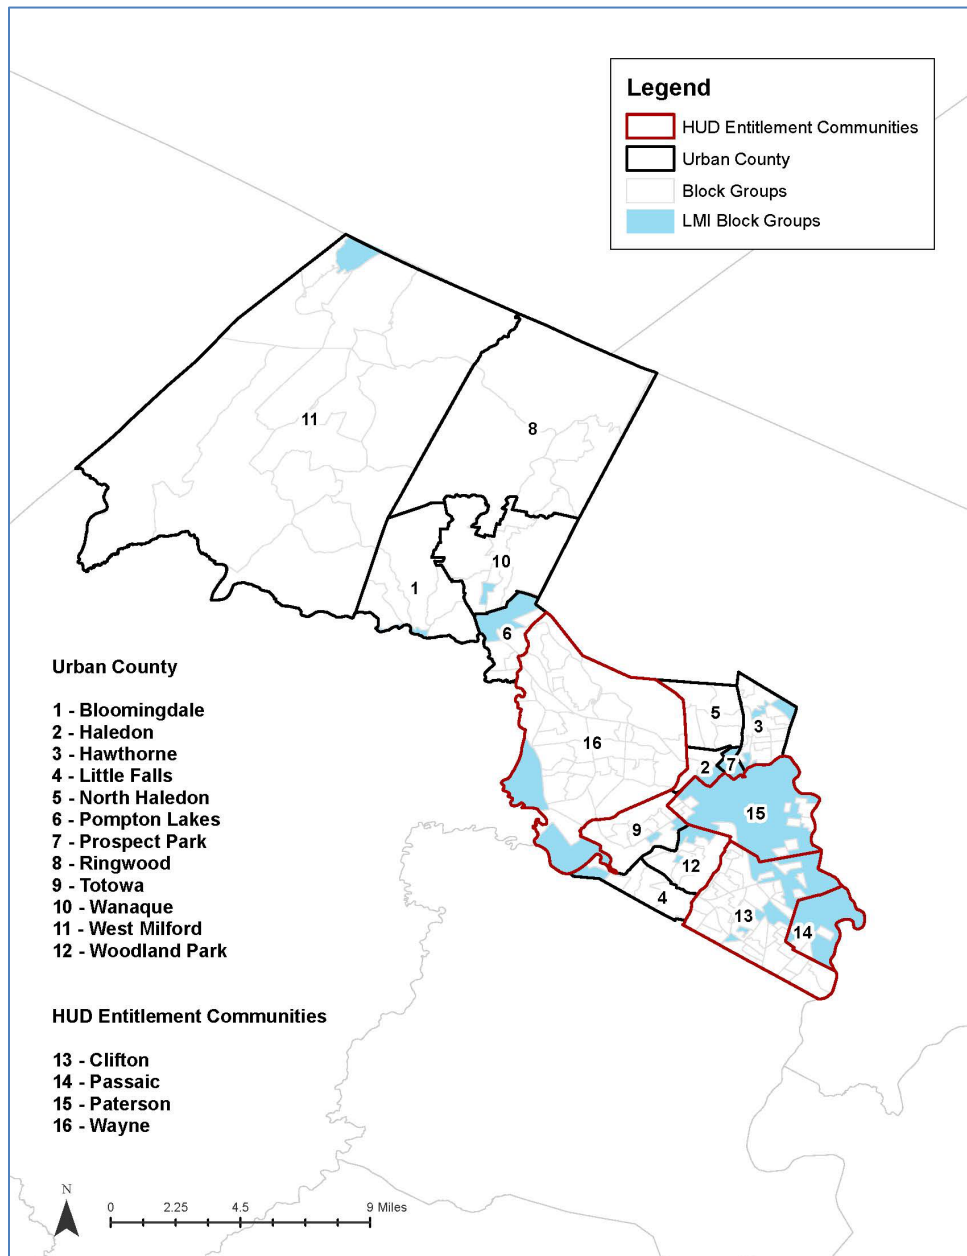 Legend
HUD Entitlement Communities
Urban County
Block Groups
LMI Block Groups
11
8
10
1
6
5
3
16
2
7
15
9
12
4
13
14
Urban County
1 - Bloomingdale
2 - Haledon
3 - Hawthorne
4 - Little Falls
5 - North Haledon
6 - Pompton Lakes
7 - Prospect Park
8 - Ringwood
9 - Totowa
10 - Wanaque
11 - West Milford
12 - Woodland Park
HUD Entitlement Communities
13 - Clifton
14 - Passaic
15 - Paterson
16 - Wayne
N
0 2.25 4.5 9 Miles